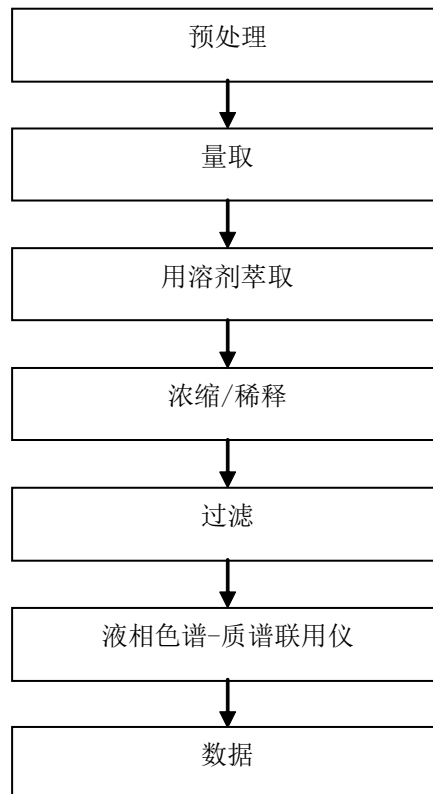 预处理
量取
用溶剂萃取
浓缩/稀释
过滤
液相色谱-质谱联用仪
数据